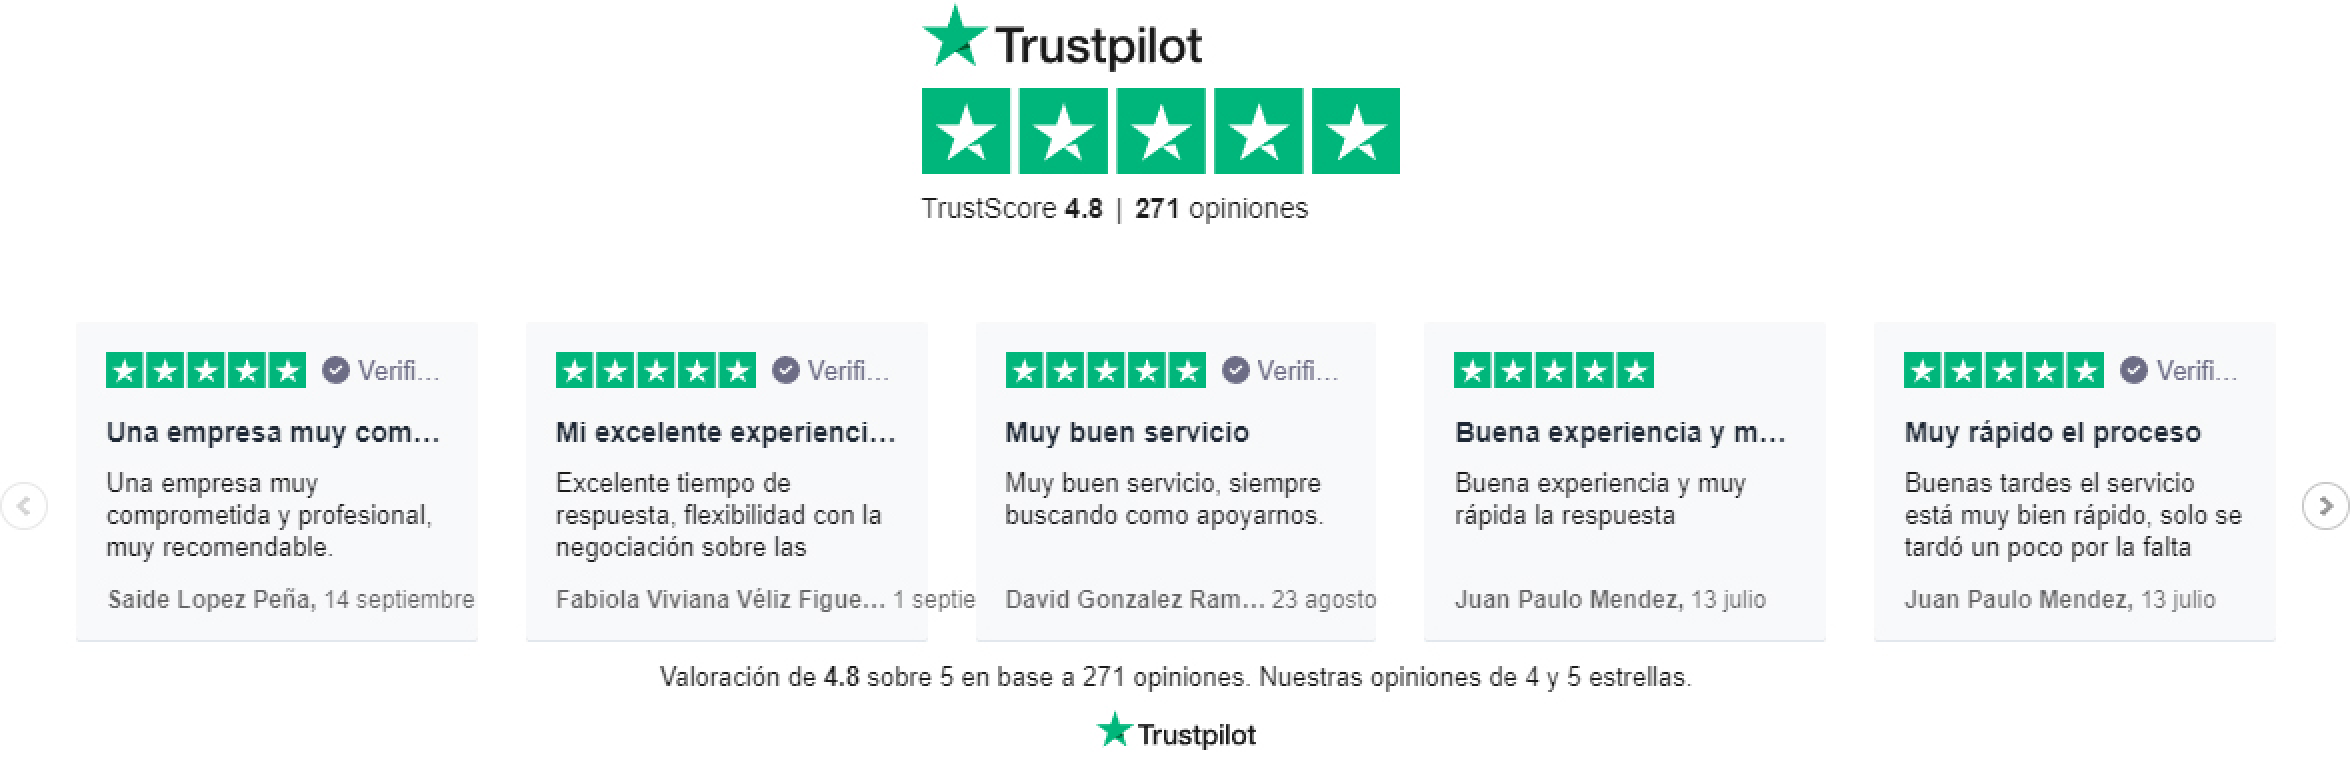 Trustpilot
TrustScore 4.8 | 271 opiniones
Verifi...
Una empresa muy com...
Una empresa muy
comprometida y profesional,
muy recomendable.
Saide Lopez Peña, 14 septiembre
Verifi...
Mi excelente experienci...
Excelente tiempo de
respuesta, flexibilidad con la
negociación sobre las
Fabiola Viviana Véliz Figue... 1 septie
Verifi...
Muy buen servicio
Muy buen servicio, siempre
buscando como apoyarnos.
David Gonzalez Ram... 23 agosto
Buena experiencia y m...
Buena experiencia y muy
rápida la respuesta
Juan Paulo Mendez, 13 julio
Verifi...
Muy rápido el proceso
Buenas tardes el servicio
está muy bien rápido, solo se
tardó un poco por la falta
Juan Paulo Mendez, 13 julio
Valoración de 4.8 sobre 5 en base a 271 opiniones. Nuestras opiniones de 4 y 5 estrellas.
Trustpilot